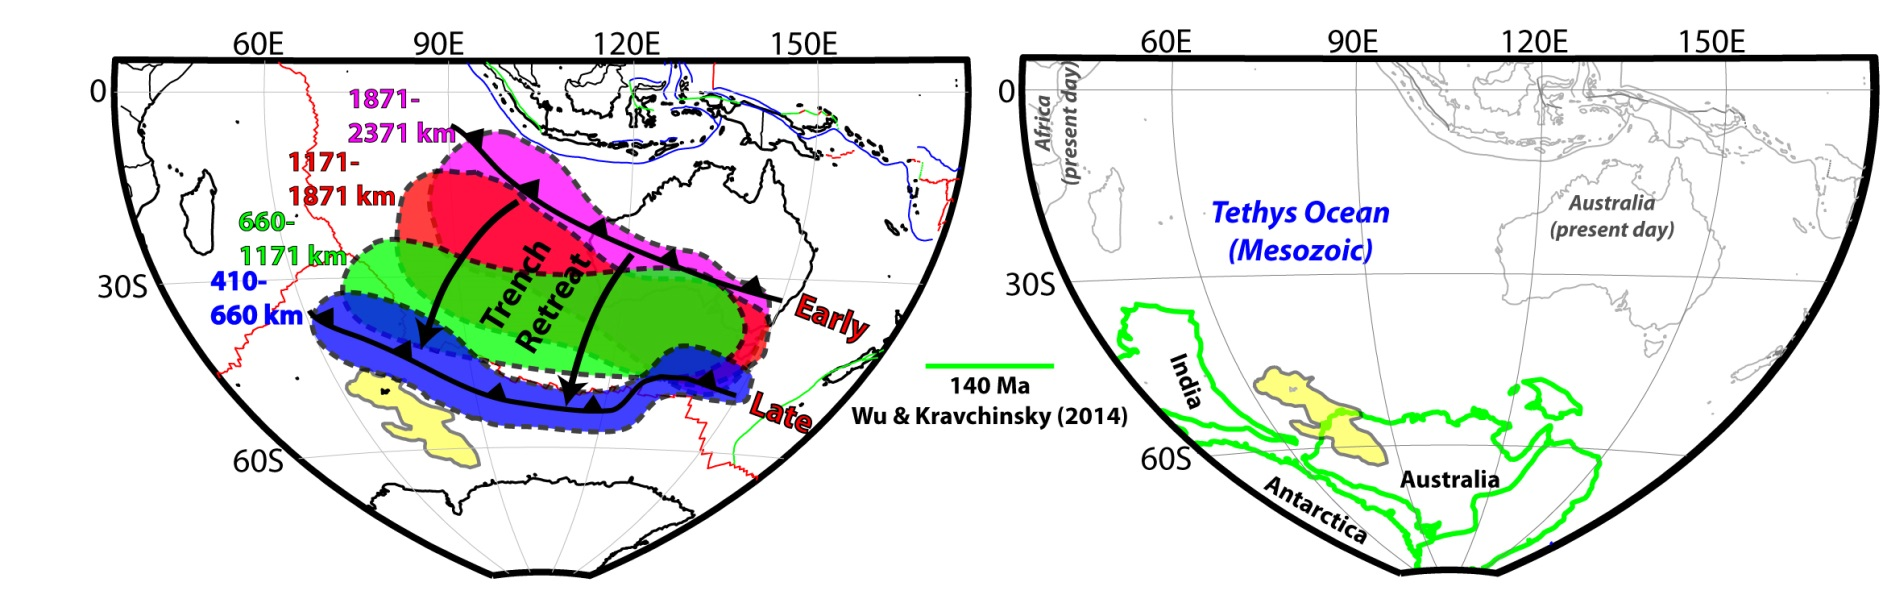 60E
90E
120E
150E
0
30S
60S
1871-
2371 km
1171-
1871 km
660-
1171 km
410-
660 km
Trench
Retreat
Early
Late
140 Ma
Wu & Kravchinsky (2014)
60E
90E
120E
150E
0
30S
60S
Africa
(present day)
Tethys Ocean
(Mesozoic)
Australia
(present day)
India
Australia
Antarctica